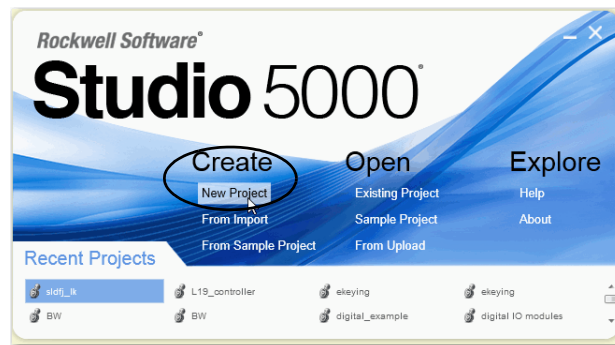 Rockwell Software®
Studio 5000®
Create Open Explore
New Project Existing Project Help
From Import Sample Project About
From Sample Project From Upload
Recent Projects
sldfj_lk L19_controller ekeying ekeying
BW BW digital_example digital IO modules